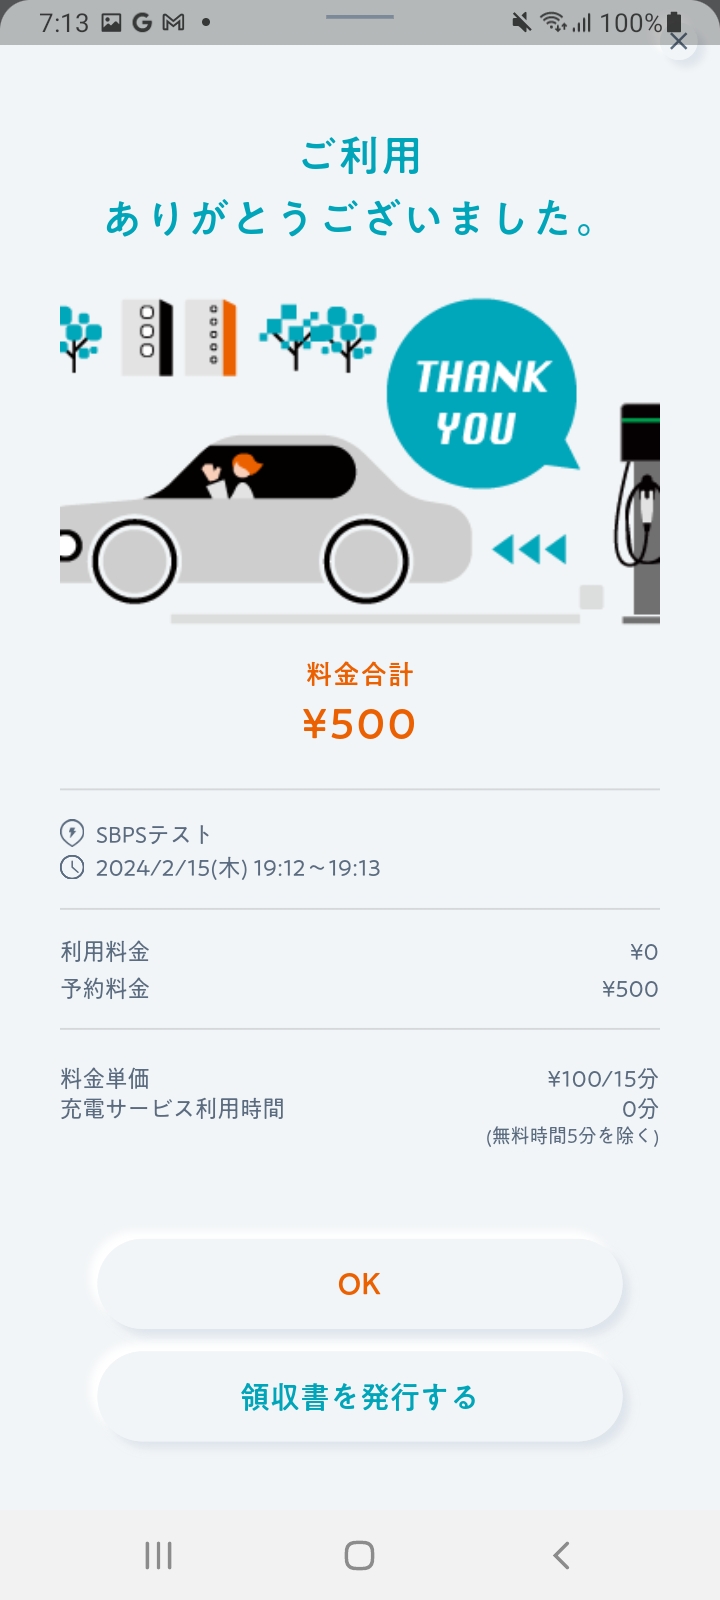 7:13
100%
ご利用
ありがとうございました。
THANK
YOU
料金合計
¥500
SBPSテスト
2024/2/15(木) 19:12～19:13
利用料金 ¥0
予約料金 ¥500
料金単価 ¥100/15分
充電サービス利用時間 0分
(無料時間5分を除く)
OK
領収書を発行する